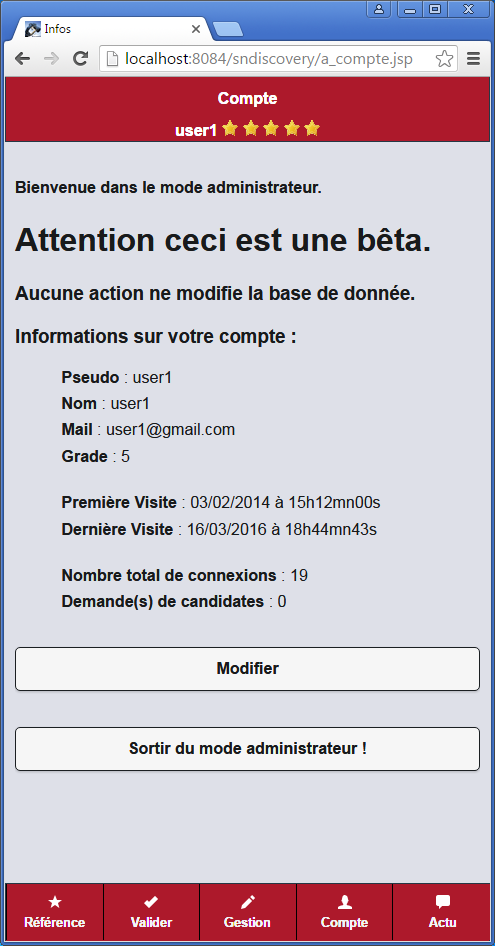 Infos
localhost:8084/sndiscovery/a_compte.jsp
Compte
user1
Bienvenue dans le mode administrateur.
Attention ceci est une bêta.
Aucune action ne modifie la base de donnée.
Informations sur votre compte :
Pseudo : user1
Nom : user1
Mail : user1@gmail.com
Grade : 5
Première Visite : 03/02/2014 à 15h12mn00s
Dernière Visite : 16/03/2016 à 18h44mn43s
Nombre total de connexions : 19
Demande(s) de candidates : 0
Modifier
Sortir du mode administrateur !
Référence Valider Gestion Compte Actu